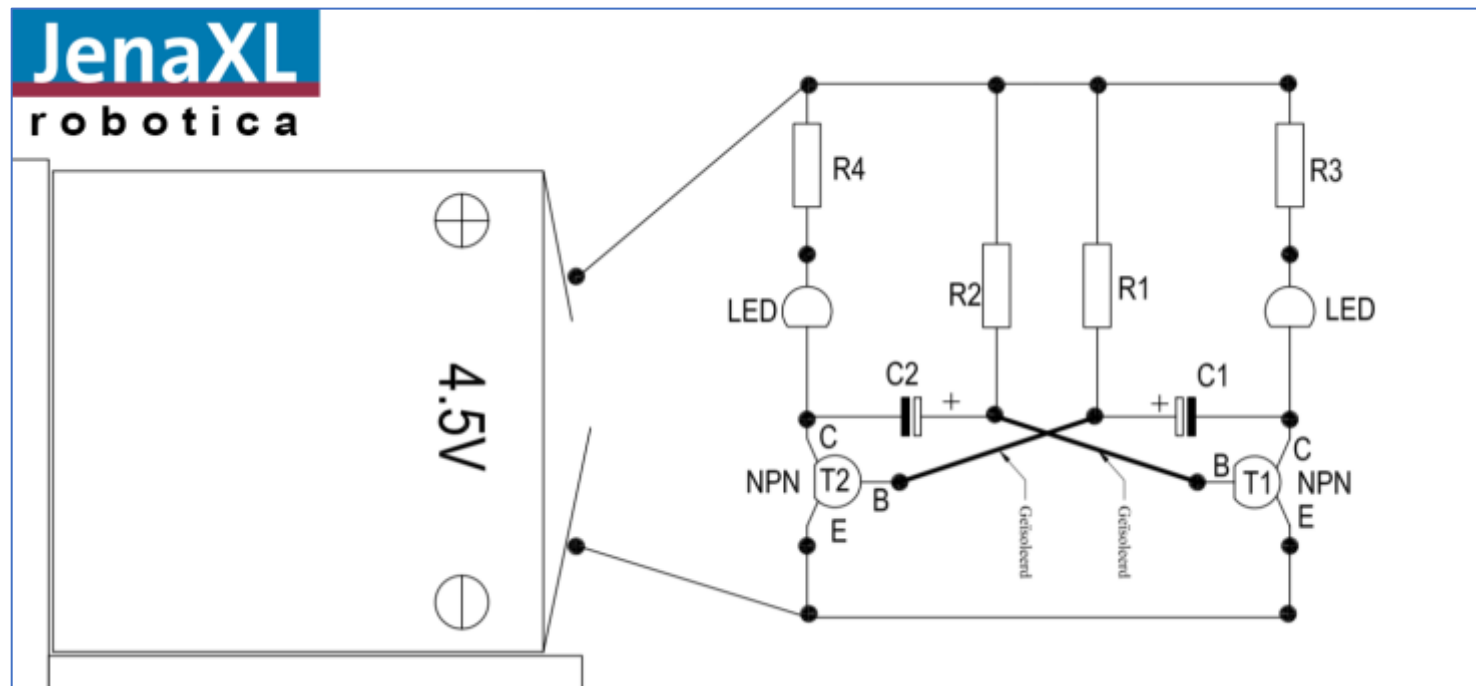 JenaXL
robotica
4.5V
R4
R3
R2
R1
LED
LED
C2
+
+
C1
C
NPN
T2
B
E
Geïsoleerd
Geïsoleerd
B
T1
C
NPN
E